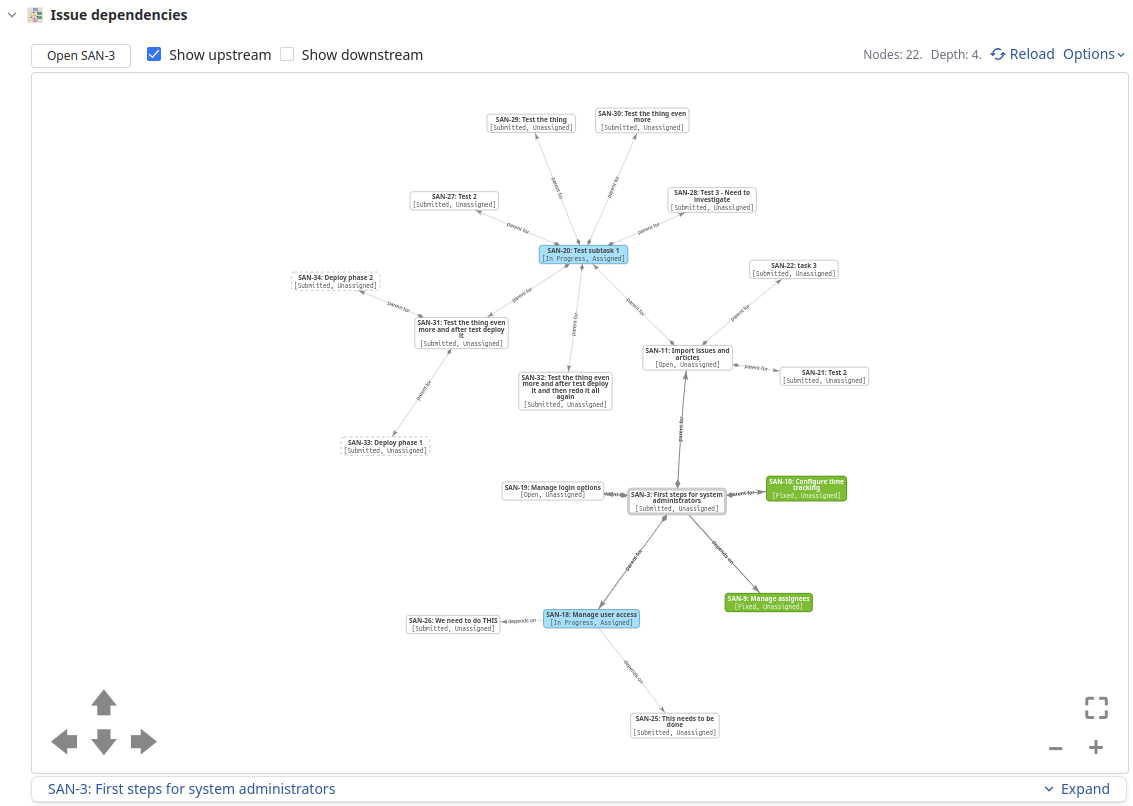 Issue dependencies
Open SAN-3
Show upstream
Show downstream
Nodes: 22. Depth: 4.
Reload
Options
SAN-29: Test the thing
[Submitted, Unassigned]
SAN-30: Test the thing even
more
[Submitted, Unassigned]
parent for
parent for
SAN-27: Test 2
[Submitted, Unassigned]
SAN-28: Test 3 - Need to
investigate
[Submitted, Unassigned]
parent for
parent for
SAN-20: Test subtask 1
[In Progress, Assigned]
SAN-22: task 3
[Submitted, Unassigned]
SAN-34: Deploy phase 2
[Submitted, Unassigned]
parent for
parent for
parent for
parent for
SAN-31: Test the thing even
more and after test deploy
it
[Submitted, Unassigned]
parent for
SAN-11: Import issues and
articles
[Open, Unassigned]
parent for
SAN-21: Test 2
[Submitted, Unassigned]
SAN-32: Test the thing even
more and after test deploy
it and then redo it all
again
[Submitted, Unassigned]
parent for
parent for
SAN-33: Deploy phase 1
[Submitted, Unassigned]
SAN-19: Manage login options
[Open, Unassigned]
SAN-3: First steps for system
administrators
[Submitted, Unassigned]
parent for
SAN-10: Configure time
tracking
[Fixed, Unassigned]
parent for
depends on
SAN-9: Manage assignees
[Fixed, Unassigned]
SAN-26: We need to do THIS
[Submitted, Unassigned]
depends on
SAN-18: Manage user access
[In Progress, Assigned]
depends on
SAN-25: This needs to be
done
[Submitted, Unassigned]
SAN-3: First steps for system administrators
Expand